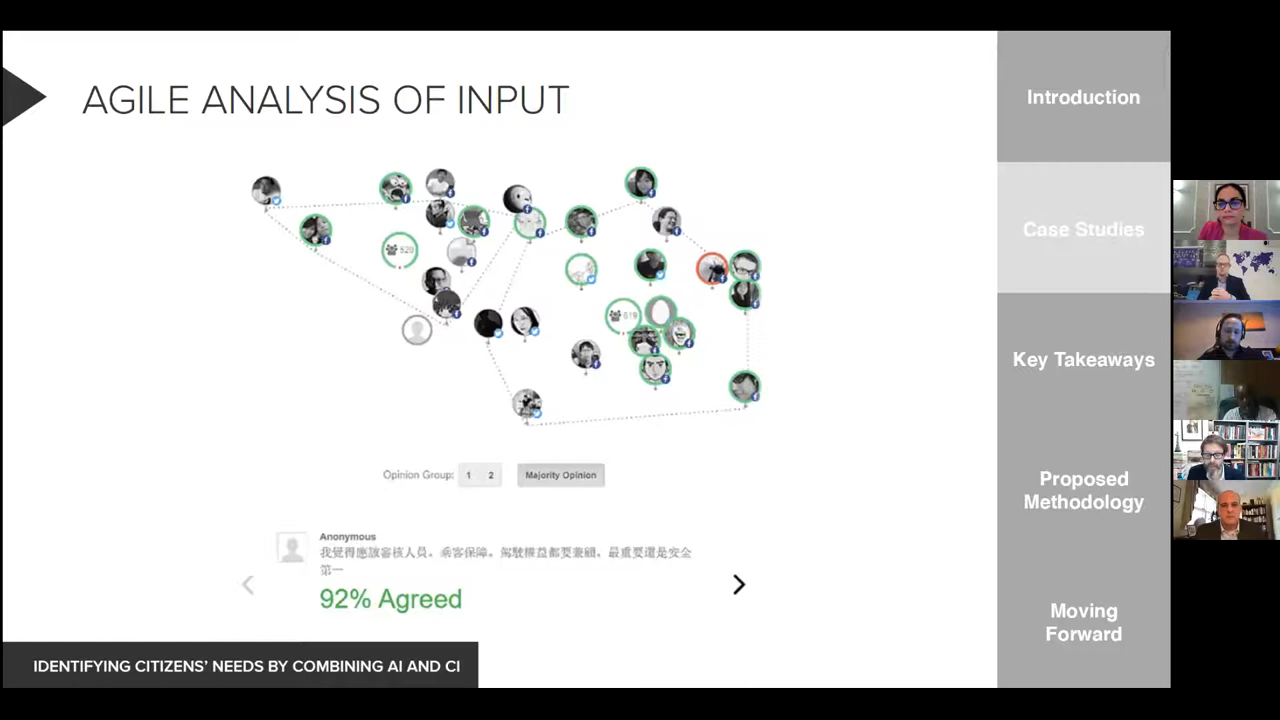 AGILE ANALYSIS OF INPUT
520
619
Opinion Group: 1 2 Majority Opinion
Anonymous
我覺得應該審核人員。乘客保障。駕駛權益都要兼顧。最重要還是安全
第一
92% Agreed
IDENTIFYING CITIZENS' NEEDS BY COMBINING AI AND CI
Introduction
Case Studies
Key Takeaways
Proposed
Methodology
Moving
Forward